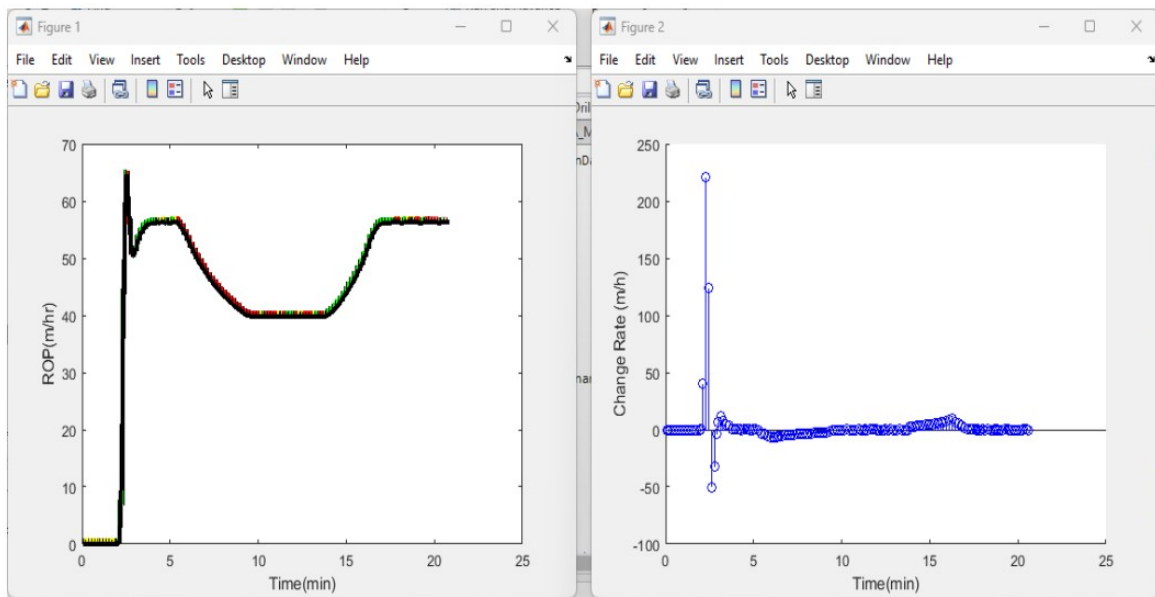 Figure 1
File Edit View Insert Tools Desktop Window Help
70
60
50
40
30
20
10
0
ROP(m/hr)
0 5 10 15 20 25
Time(min)
Figure 2
File Edit View Insert Tools Desktop Window Help
250
200
150
100
50
0
-50
-100
Change Rate (m/h)
0 5 10 15 20 25
Time(min)